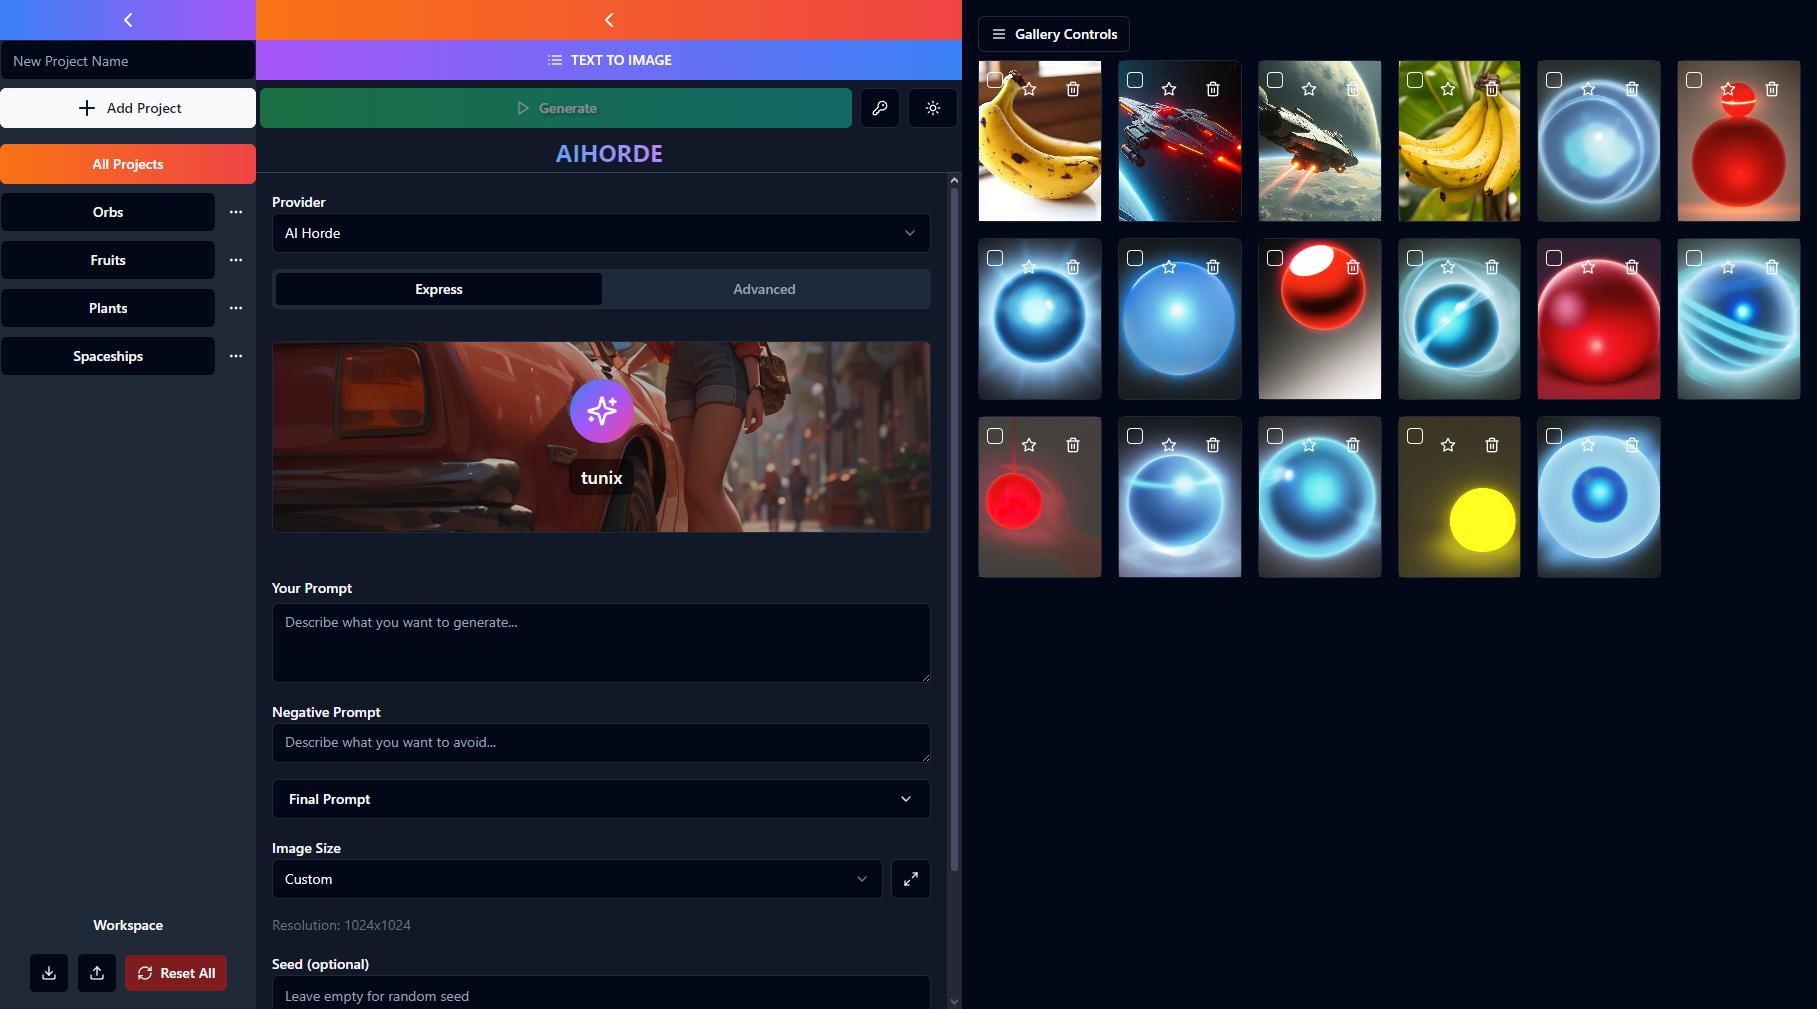 New Project Name
Add Project
All Projects
Orbs
Fruits
Plants
Spaceships
Workspace
Reset All
TEXT TO IMAGE
Generate
AIHORDE
Provider
AI Horde
Express
Advanced
tunix
Your Prompt
Describe what you want to generate...
Negative Prompt
Describe what you want to avoid...
Final Prompt
Image Size
Custom
Resolution: 1024x1024
Seed (optional)
Leave empty for random seed
Gallery Controls